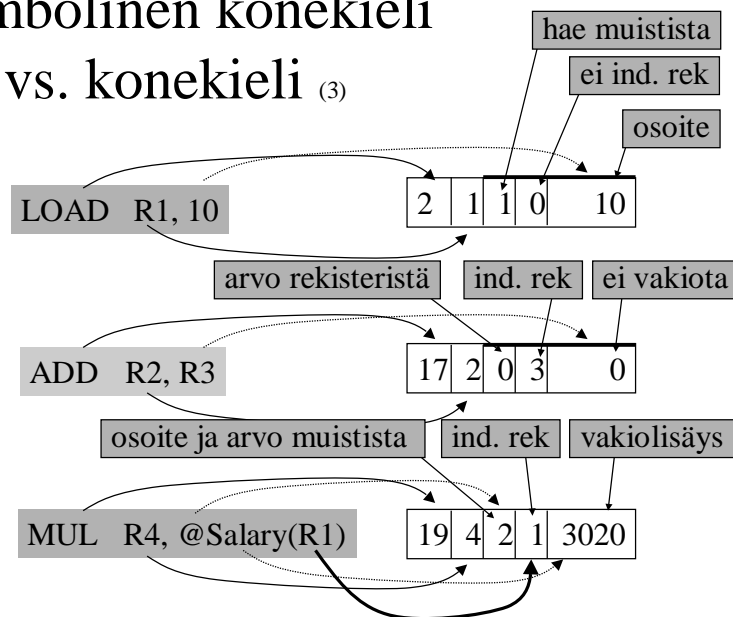 mbolinen konekieli
vs. konekieli (3)
hae muistista
ei ind. rek
osoite
LOAD R1, 10
2 1 1 0 10
arvo rekisteristä ind. rek ei vakiota
ADD R2, R3
17 2 0 3 0
osoite ja arvo muistista ind. rek vakiolisäys
MUL R4, @Salary(R1)
19 4 2 1 3020